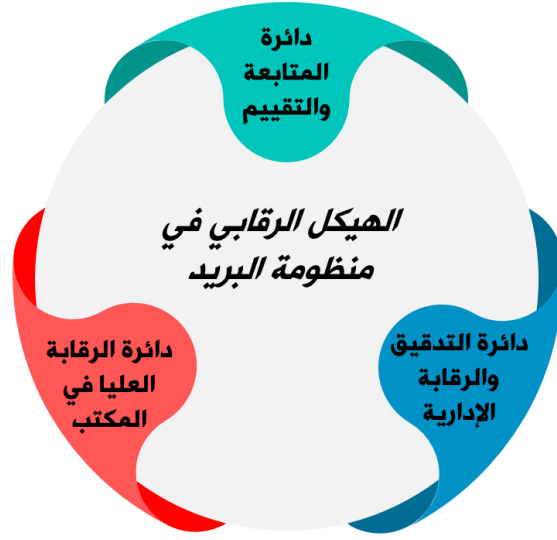 دائرة
المتابعة
والتقييم
الهيكل الرقابي في
منظومة البريد
دائرة التدقيق
والرقابة
الإدارية
دائرة الرقابة
العليا في
المكتب